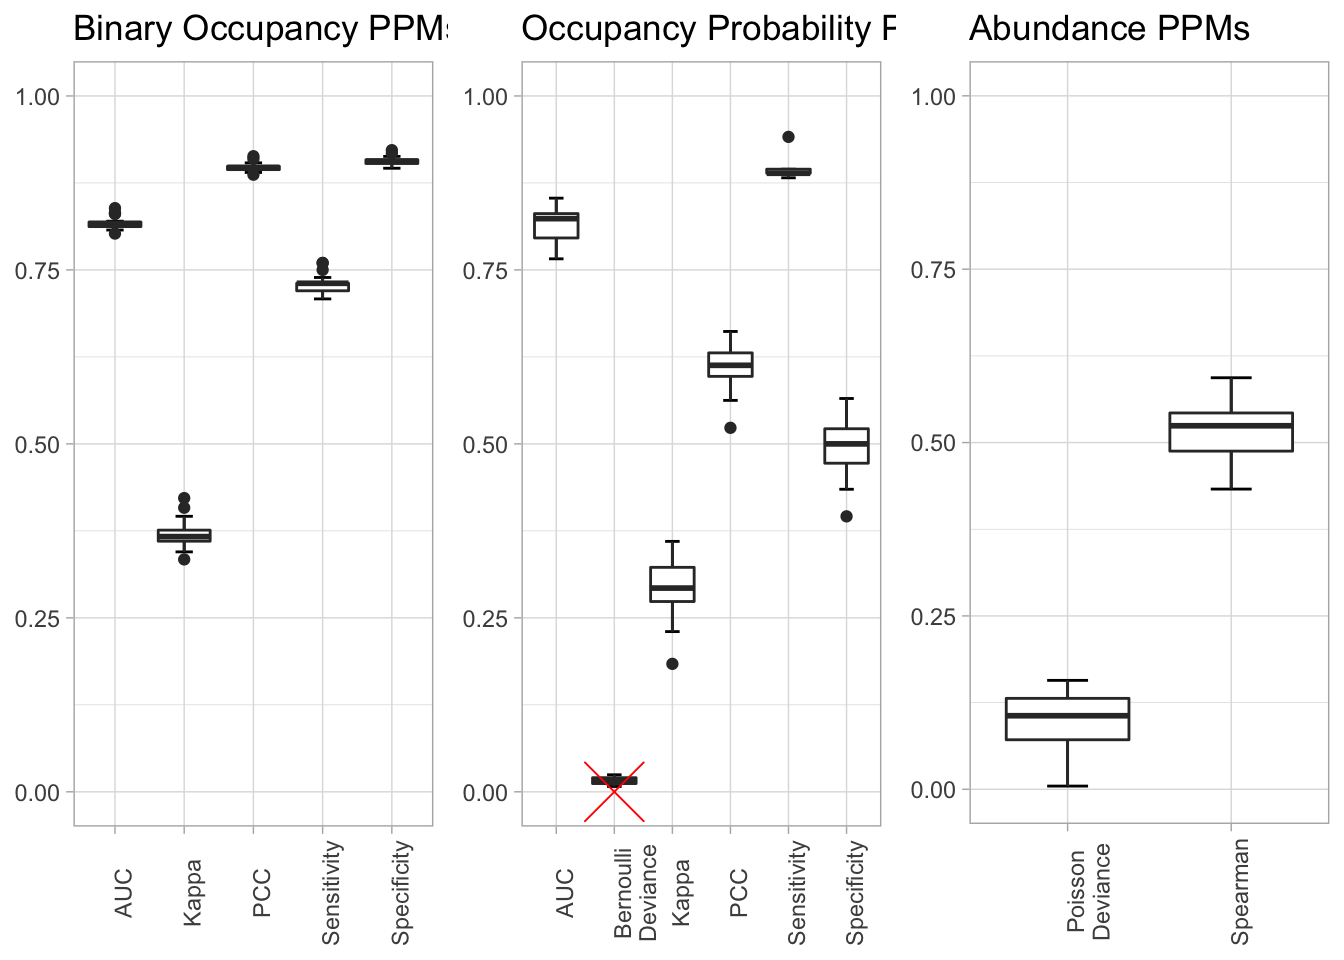 Binary Occupancy PPMs
1.00
0.75
0.50
0.25
0.00
AUC
Kappa
PCC
Sensitivity
Specificity
Occupancy Probability P
1.00
0.75
0.50
0.25
0.00
AUC
Bernoulli
Deviance
Kappa
PCC
Sensitivity
Specificity
Abundance PPMs
1.00
0.75
0.50
0.25
0.00
Poisson
Deviance
Spearman